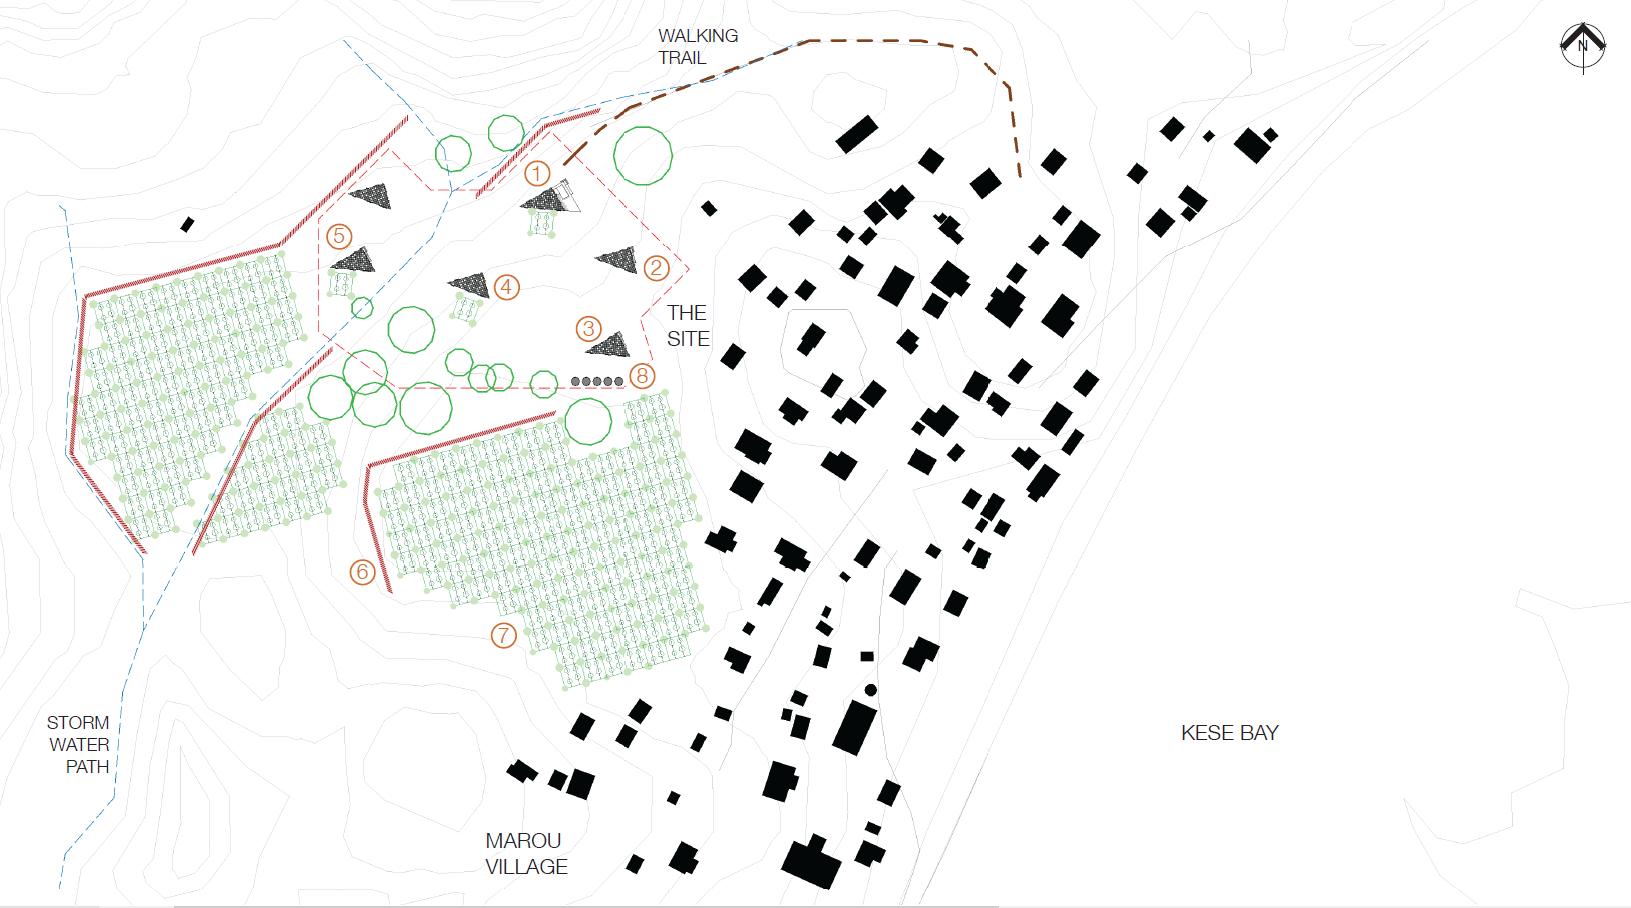 WALKING
TRAIL
N
1
5
2
4
THE
SITE
3
8
6
7
STORM
WATER
PATH
KESE BAY
MAROU
VILLAGE